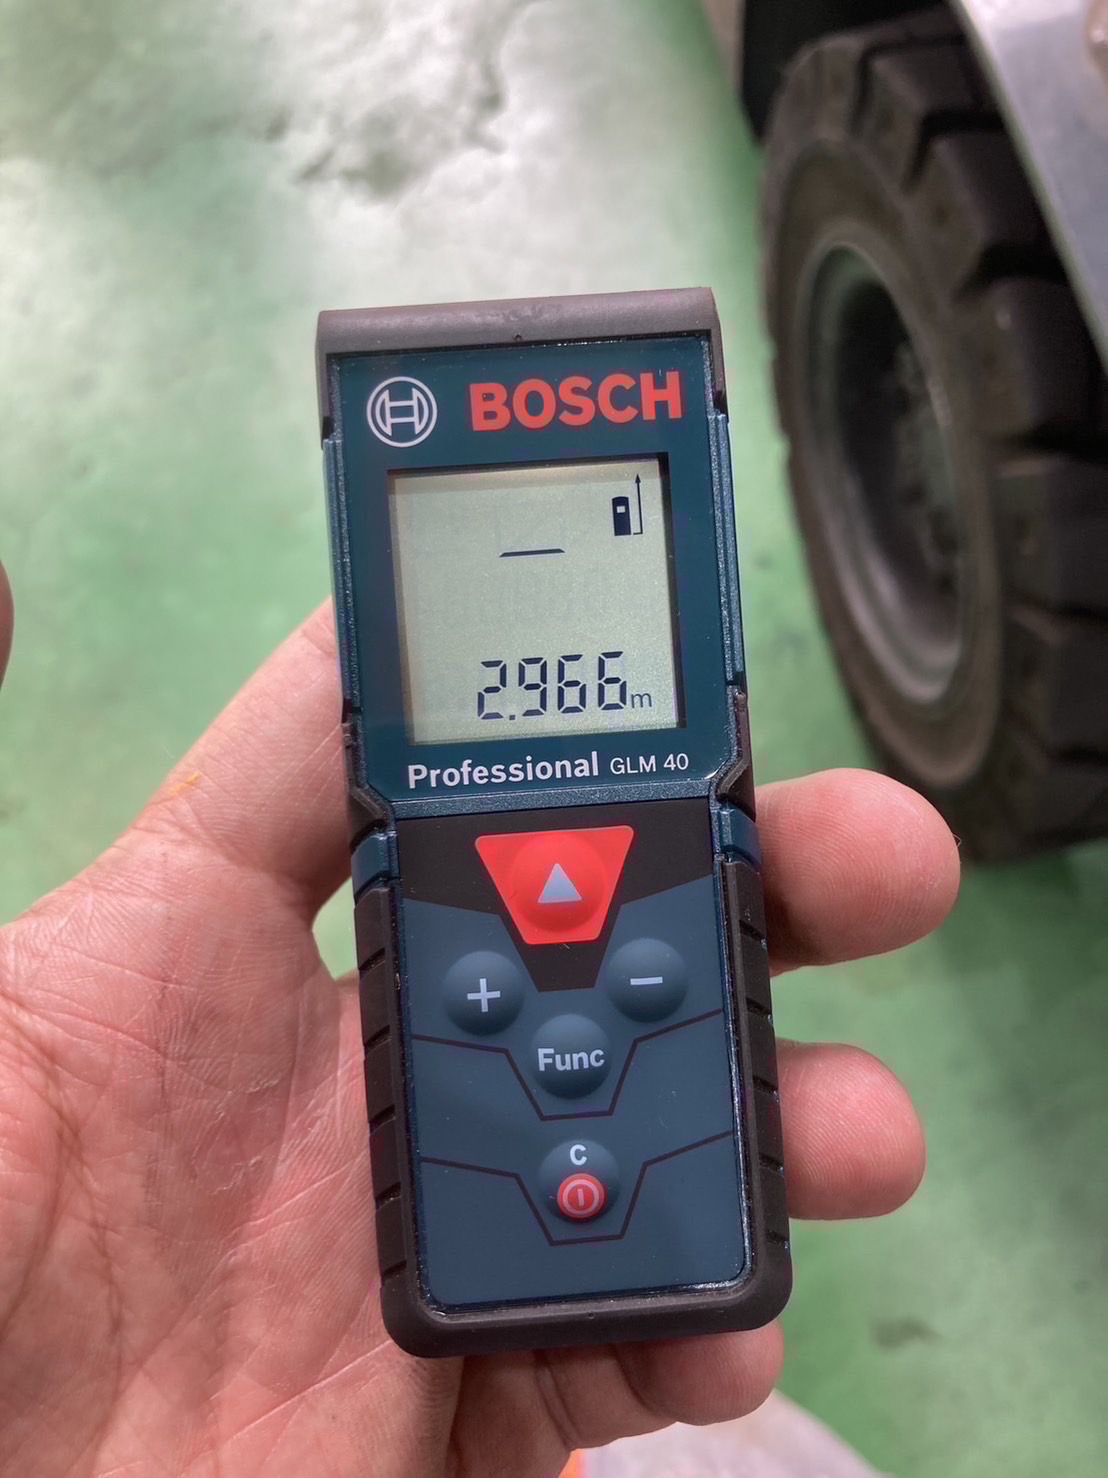 BOSCH
2.966m
Professional GLM 40
+ −
Func
C